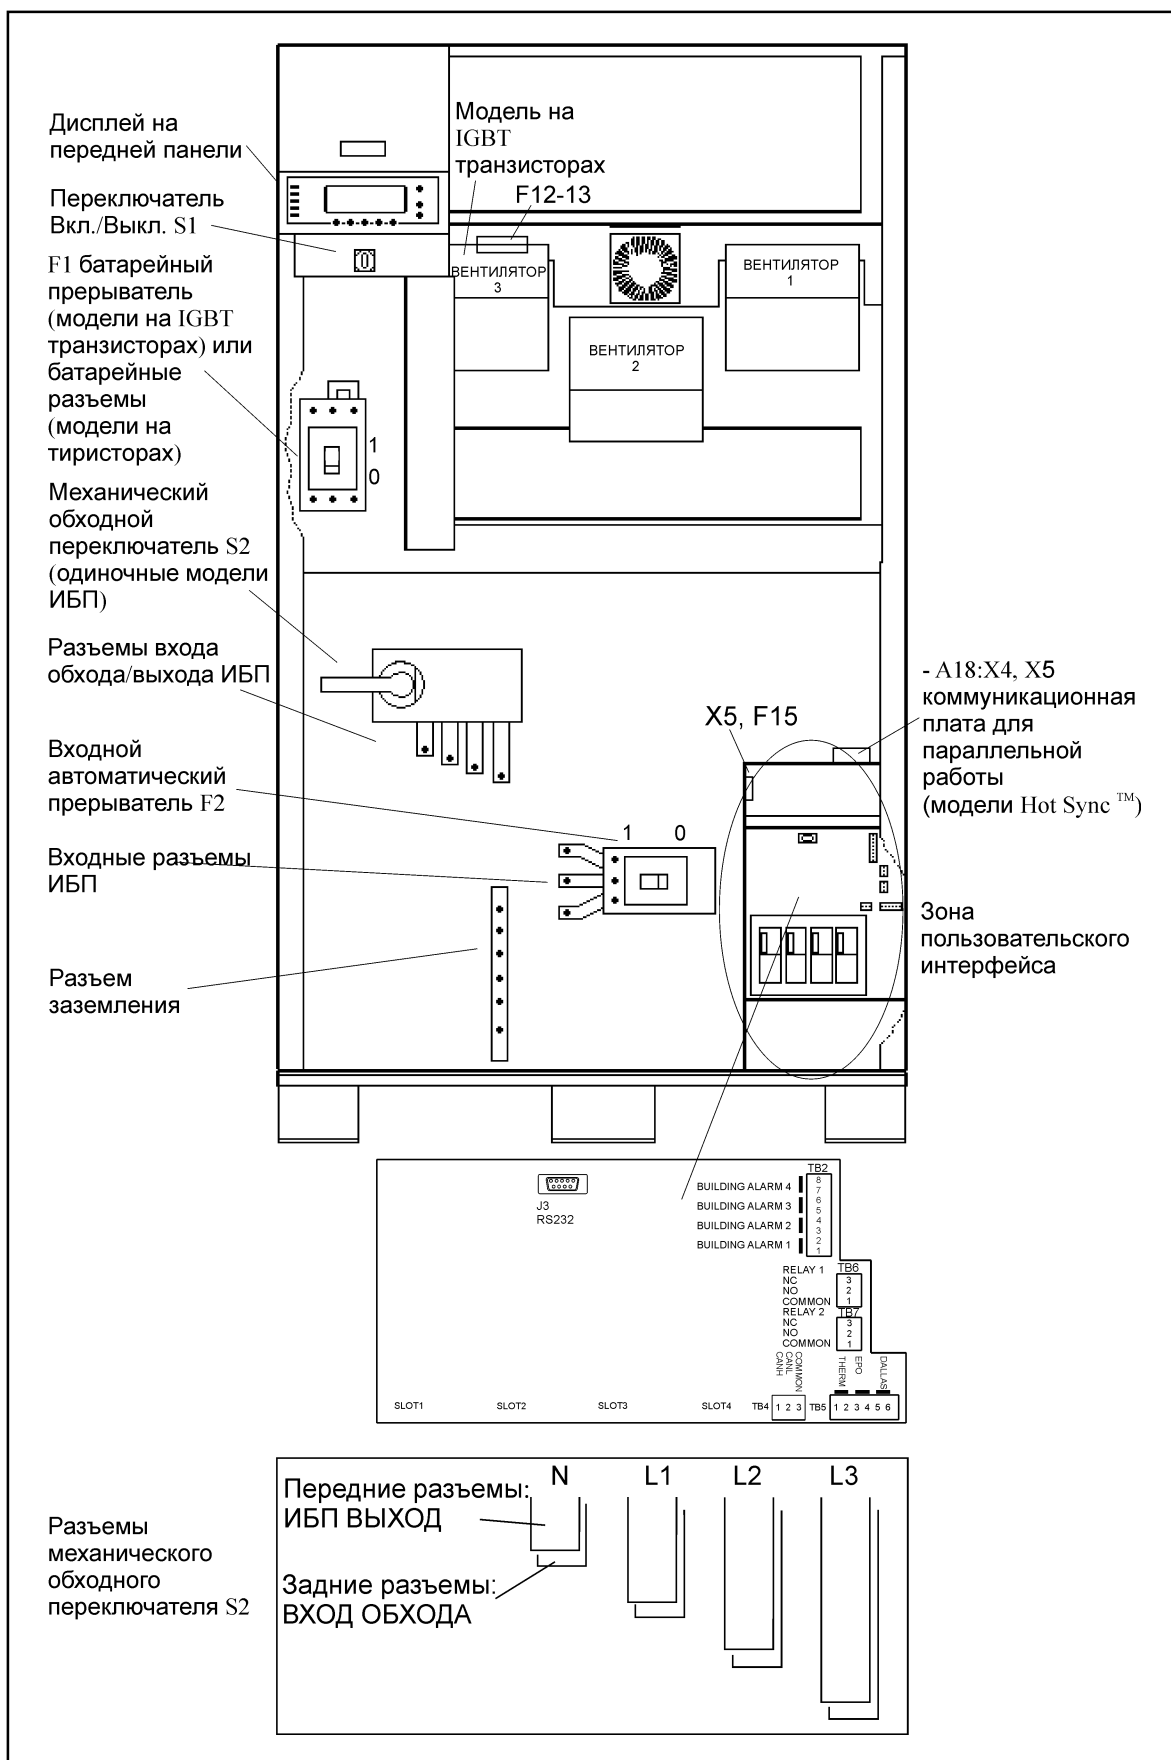 Дисплей на
передней панели
Переключатель
Вкл./Выкл. S1
F1 батарейный
прерыватель
(модели на IGBT
транзисторах) или
батарейные
разъемы
(модели на
тиристорах)
Механический
обходной
переключатель S2
(одиночные модели
ИБП)
Разъемы входа
обхода/выхода ИБП
Входной
автоматический
прерыватель F2
Входные разъемы
ИБП
Разъем
заземления
Модель на
IGBT
транзисторах
F12-13
0
ВЕНТИЛЯТОР
3
ВЕНТИЛЯТОР
2
ВЕНТИЛЯТОР
1
1
0
X5, F15
1 0
- A18:X4, X5
коммуникационная
плата для
параллельной
работы
(модели Hot Sync ™)
Зона
пользовательского
интерфейса
J3
RS232
TB2
BUILDING ALARM 4
BUILDING ALARM 3
BUILDING ALARM 2
BUILDING ALARM 1
8
7
6
5
4
3
2
1
RELAY 1 TB6
NC 3
NO 2
COMMON 1
RELAY 2 TB7
NC 3
NO 2
COMMON 1
CANH
CANL
COMMON
THERM
EPO
DALLAS
SLOT1 SLOT2 SLOT3 SLOT4 TB4 1 2 3 TB5 1 2 3 4 5 6
Разъемы
механического
обходного
переключателя S2
N L1 L2 L3
Передние разъемы:
ИБП ВЫХОД
Задние разъемы:
ВХОД ОБХОДА